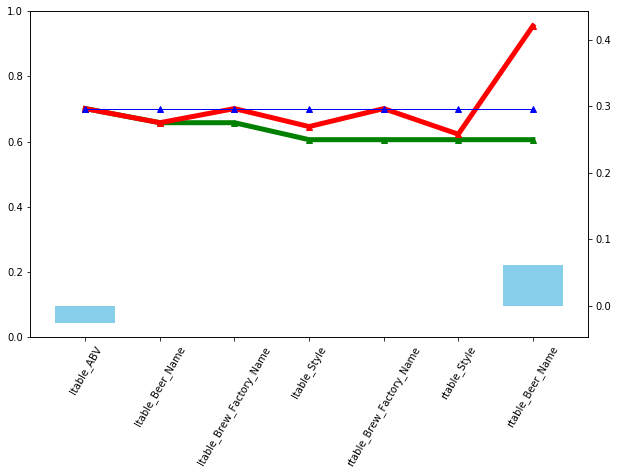 1.0
0.8
0.6
0.4
0.2
0.0
0.4
0.3
0.2
0.1
0.0
ltable_ABV
ltable_Beer_Name
ltable_Brew_Factory_Name
ltable_Style
rtable_Brew_Factory_Name
rtable_Style
rtable_Beer_Name